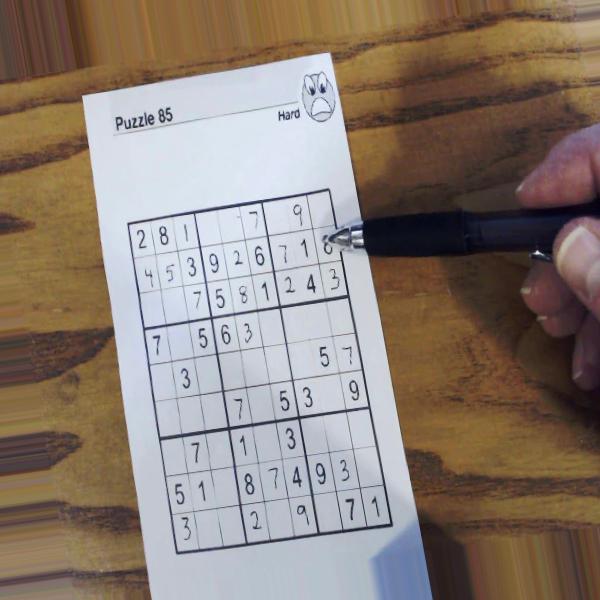 Puzzle 85
Hard
2 8 1 7 9
4 5 3 9 2 6 7 1 8
7 5 8 1 2 4 3
7 5 6 3
3 5 7
7 5 3 9
7 1 3
5 1 8 7 4 9 3
3 2 9 7 1